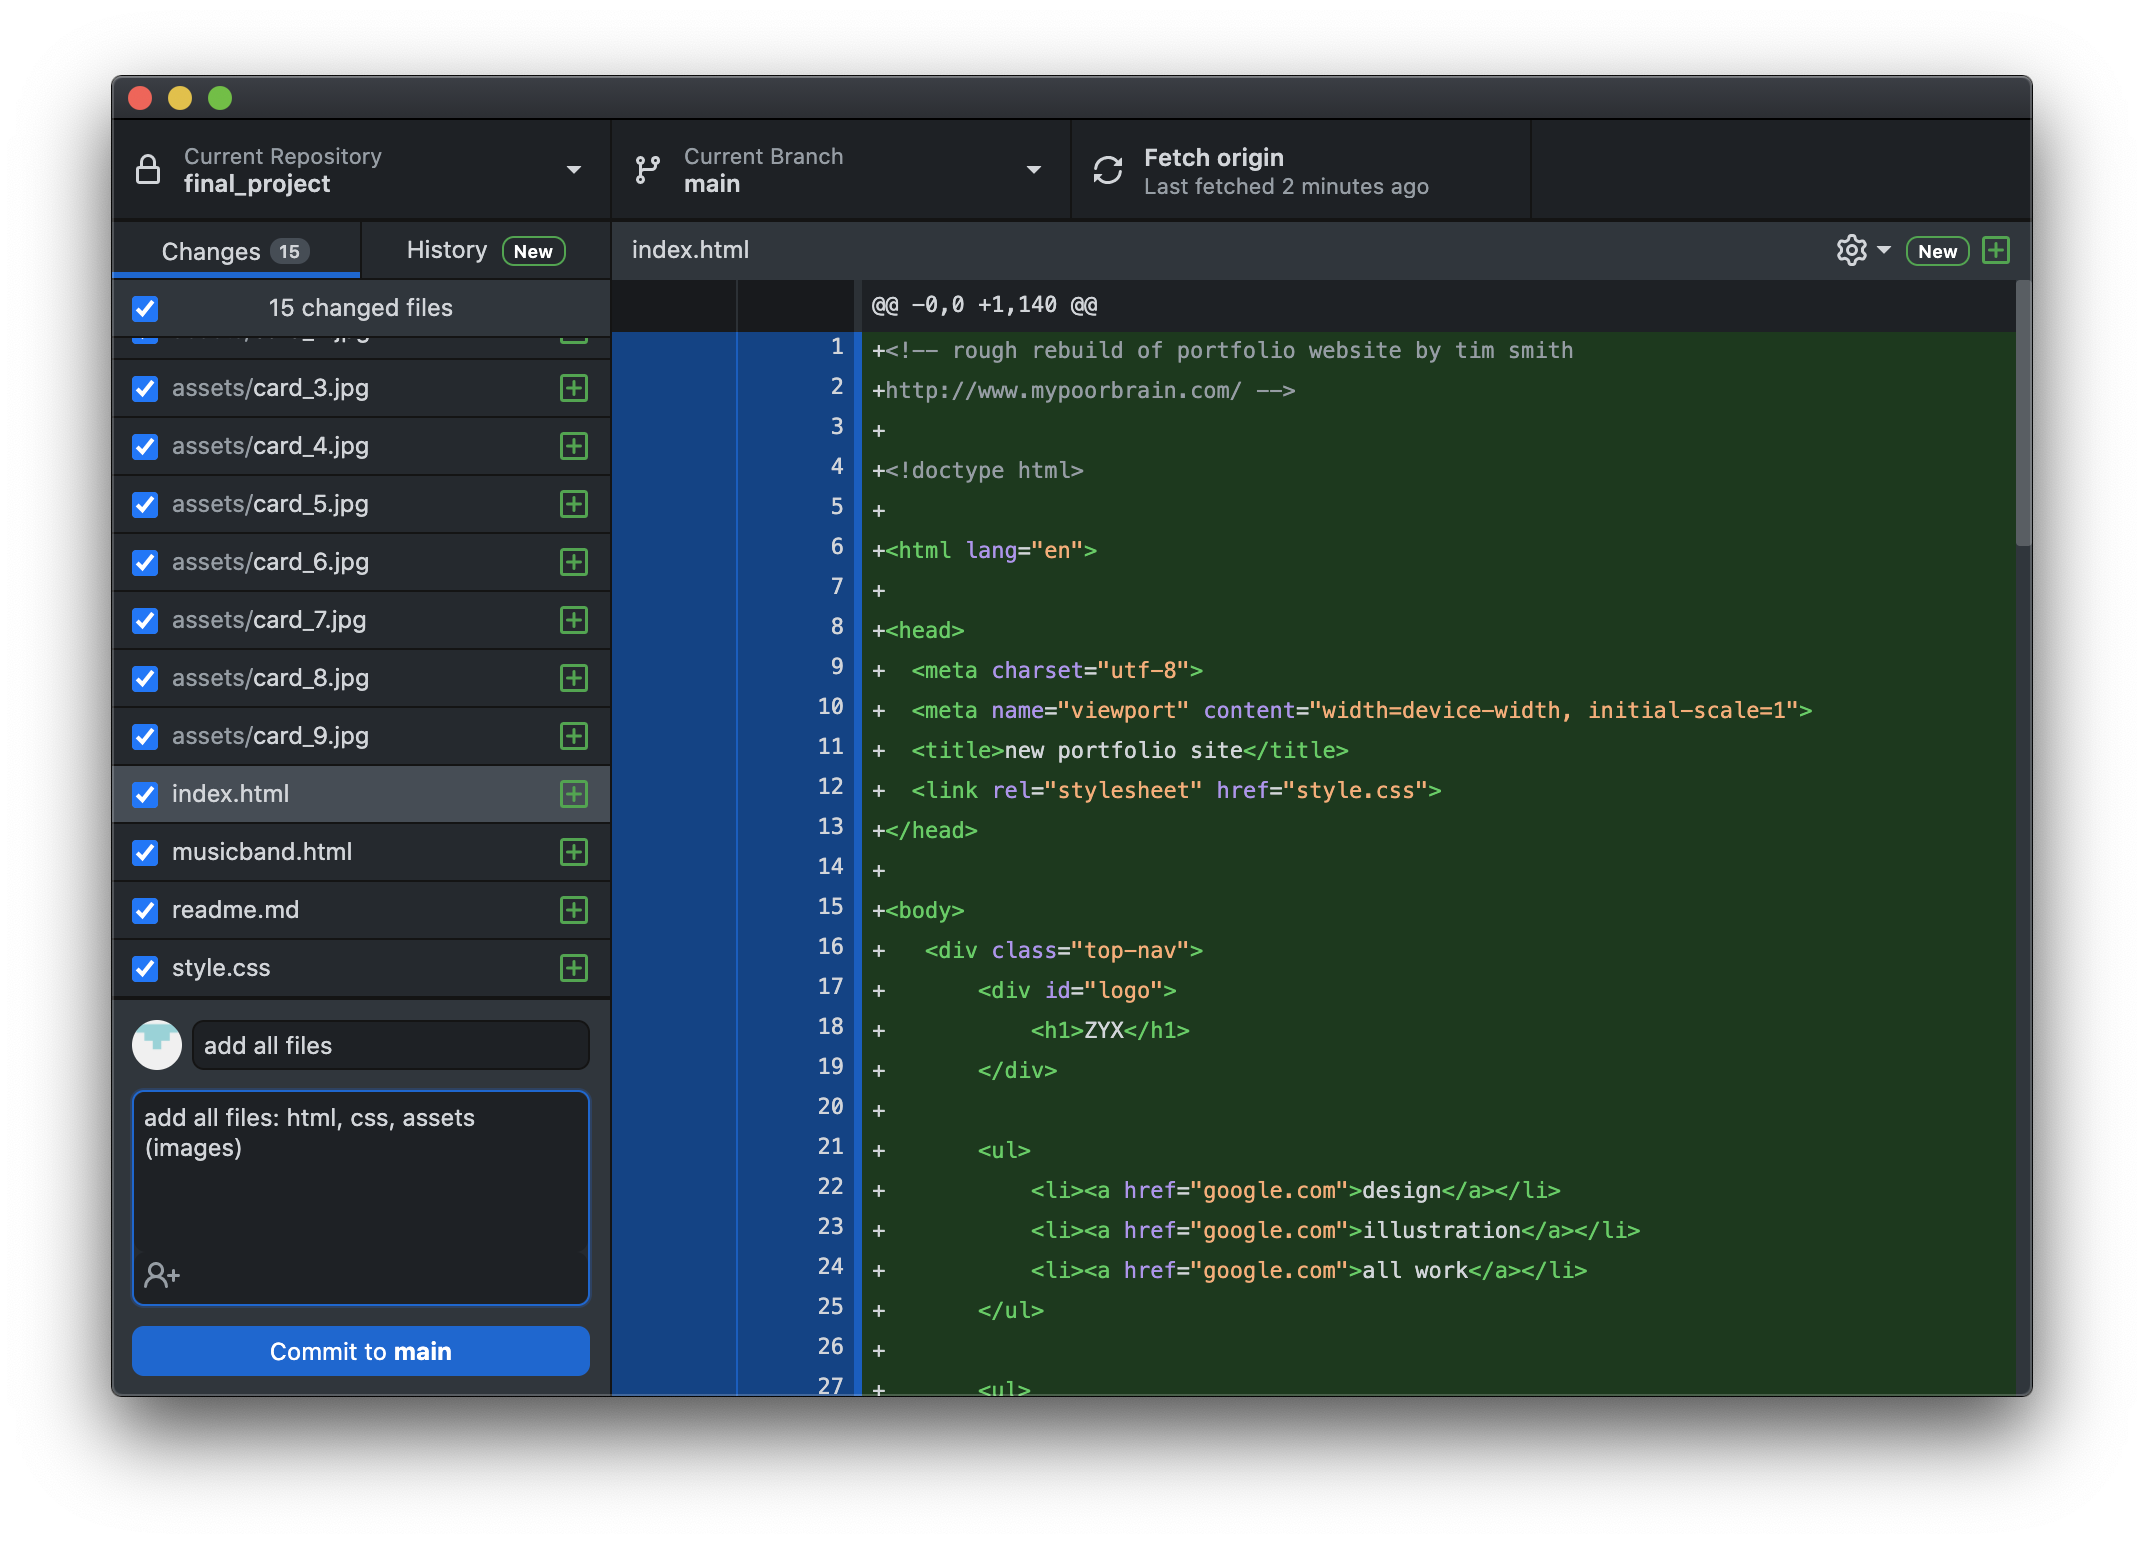 Current Repository
final_project
Current Branch
main
Fetch origin
Last fetched 2 minutes ago
Changes 15
History New
index.html
New
15 changed files
assets/card_3.jpg
assets/card_4.jpg
assets/card_5.jpg
assets/card_6.jpg
assets/card_7.jpg
assets/card_8.jpg
assets/card_9.jpg
index.html
musicband.html
readme.md
style.css
add all files
add all files: html, css, assets
(images)
Commit to main
@@ -0,0 +1,140 @@
1 +<!-- rough rebuild of portfolio website by tim smith
2 +http://www.mypoorbrain.com/ -->
3 +
4 +<!doctype html>
5 +
6 +<html lang="en">
7 +
8 +<head>
9 +  <meta charset="utf-8">
10 +  <meta name="viewport" content="width=device-width, initial-scale=1">
11 +  <title>new portfolio site</title>
12 +  <link rel="stylesheet" href="style.css">
13 +</head>
14 +
15 +<body>
16 +   <div class="top-nav">
17 +       <div id="logo">
18 +           <h1>ZYX</h1>
19 +       </div>
20 +
21 +       <ul>
22 +           <li><a href="google.com">design</a></li>
23 +           <li><a href="google.com">illustration</a></li>
24 +           <li><a href="google.com">all work</a></li>
25 +       </ul>
26 +
27 +       <ul>